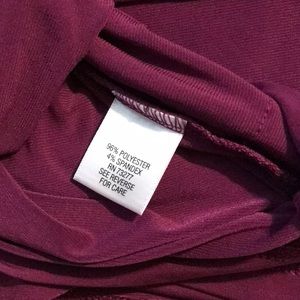 96% POLYESTER
4% SPANDEX
RN 73277
SEE REVERSE
FOR CARE